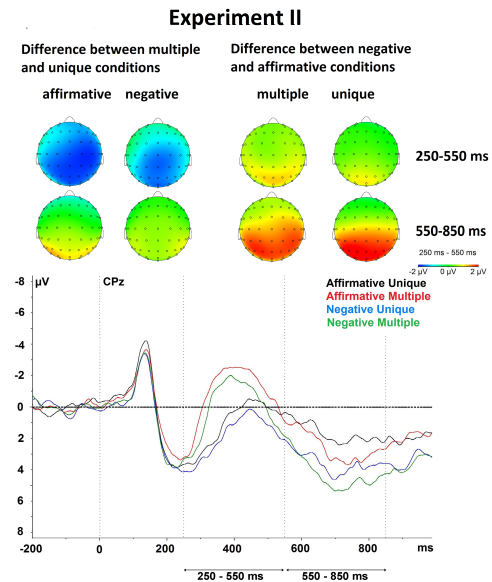 Experiment II
Difference between multiple
and unique conditions
Difference between negative
and affirmative conditions
affirmative negative
multiple unique
250-550 ms
550-850 ms
250 ms - 550 ms
-2 µV 0 µV 2 µV
-8 µV CPz
Affirmative Unique
Affirmative Multiple
Negative Unique
Negative Multiple
-6
-4
-2
0
2
4
6
8
-200 0 200 400 600 800 ms
250 - 550 ms 550 - 850 ms